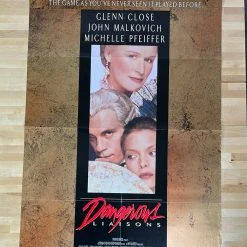 THE GAME AS YOU'VE NEVER SEEN IT PLAYED BEFORE.
GLENN CLOSE
JOHN MALKOVICH
MICHELLE PFEIFFER
Dangerous
LIAISONS